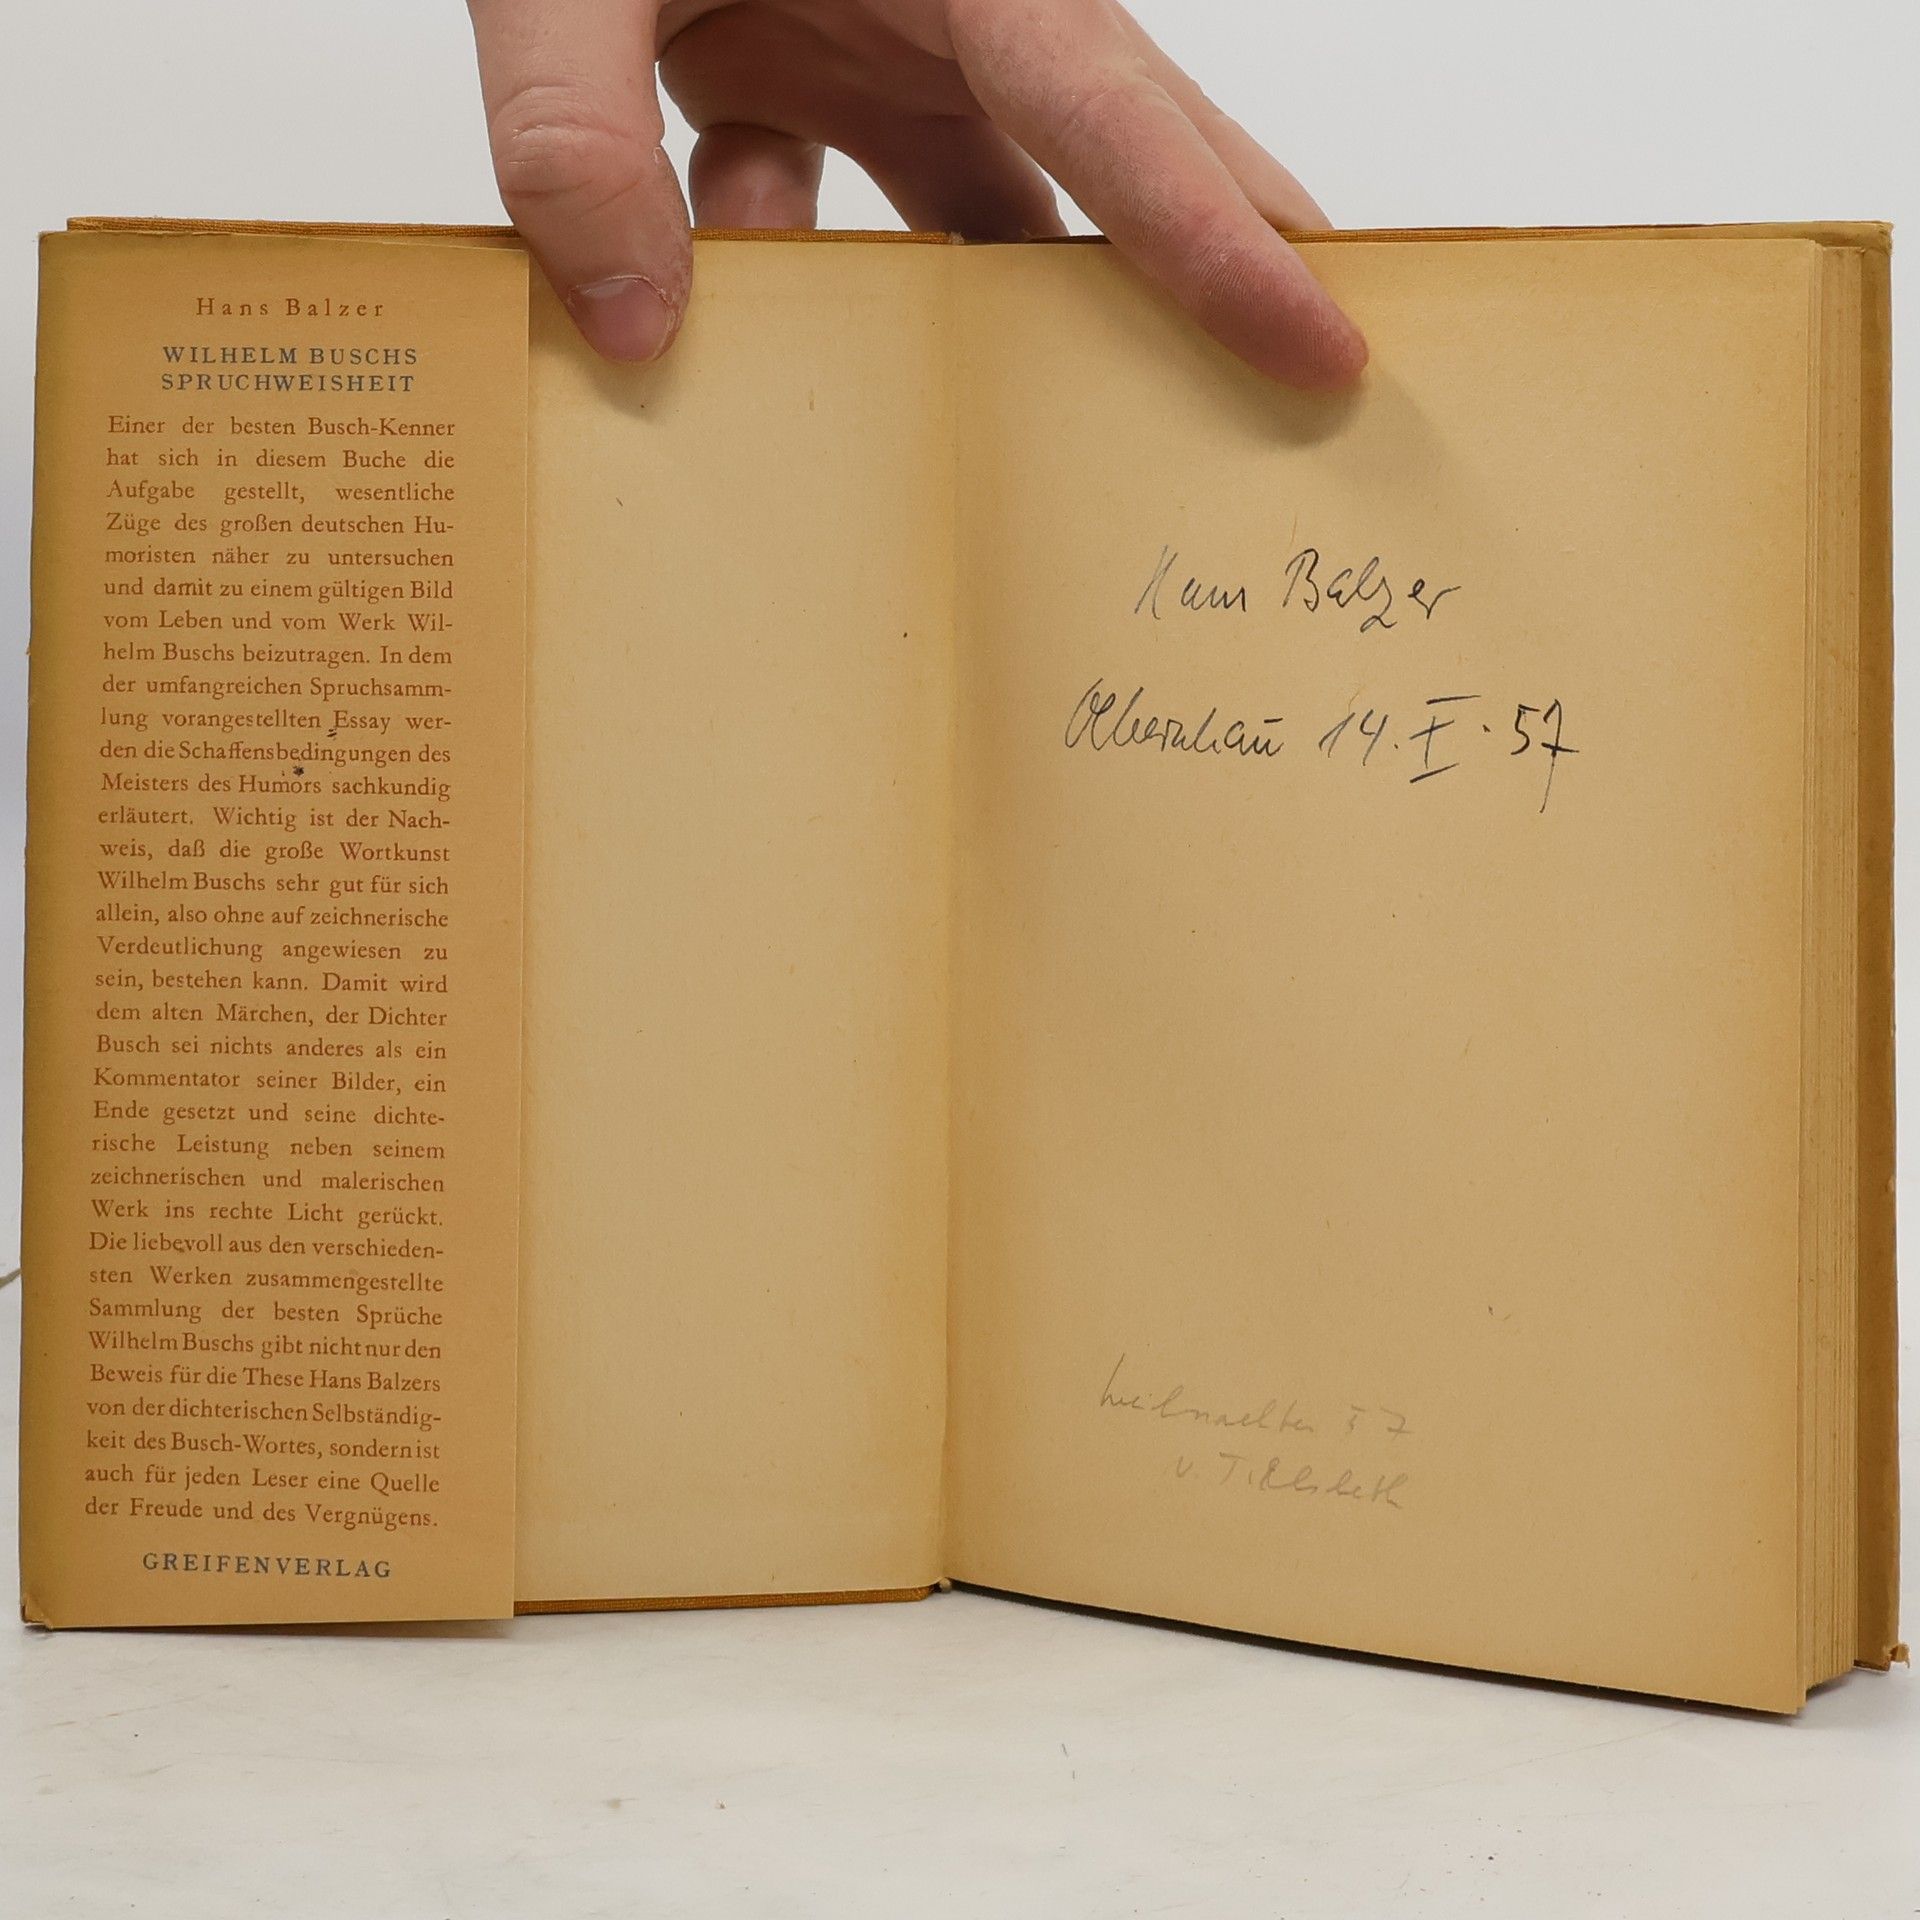 Hans Balzer
WILHELM BUSCHS
SPRUCHWEISHEIT
Einer der besten Busch-Kenner
hat sich in diesem Buche die
Aufgabe gestellt, wesentliche
Züge des großen deutschen Hu-
moristen näher zu untersuchen
und damit zu einem gültigen Bild
vom Leben und vom Werk Wil-
helm Buschs beizutragen. In dem
der umfangreichen Spruchsamm-
lung vorangestellten Essay wer-
den die Schaffensbedingungen des
Meisters des Humors sachkundig
erläutert. Wichtig ist der Nach-
weis, daß die große Wortkunst
Wilhelm Buschs sehr gut für sich
allein, also ohne auf zeichnerische
Verdeutlichung angewiesen zu
sein, bestehen kann. Damit wird
dem alten Märchen, der Dichter
Busch sei nichts anderes als ein
Kommentator seiner Bilder, ein
Ende gesetzt und seine dichte-
rische Leistung neben seinem
zeichnerischen und malerischen
Werk ins rechte Licht gerückt.
Die liebevoll aus den verschieden-
sten Werken zusammengestellte
Sammlung der besten Sprüche
Wilhelm Buschs gibt nicht nur den
Beweis für die These Hans Balzers
von der dichterischen Selbständig-
keit des Busch-Wortes, sondern ist
auch für jeden Leser eine Quelle
der Freude und des Vergnügens.
GREIFENVERLAG
Hans Balzer
Olbernhau 14. X. 57
Weihnachten 57
v. T. Elsbeth